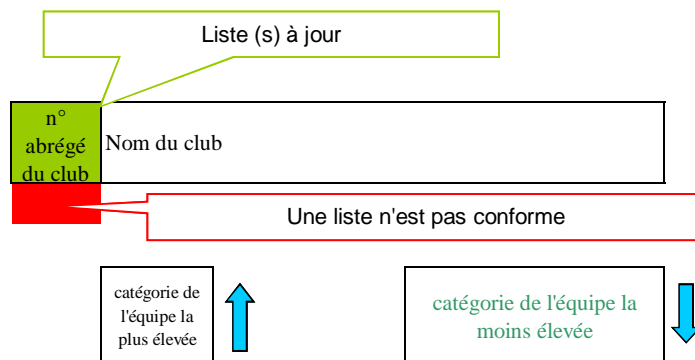 Liste (s) à jour
n°
abrégé
du club
Nom du club
Une liste n'est pas conforme
catégorie de
l'équipe la
plus élevée
catégorie de l'équipe la
moins élevée